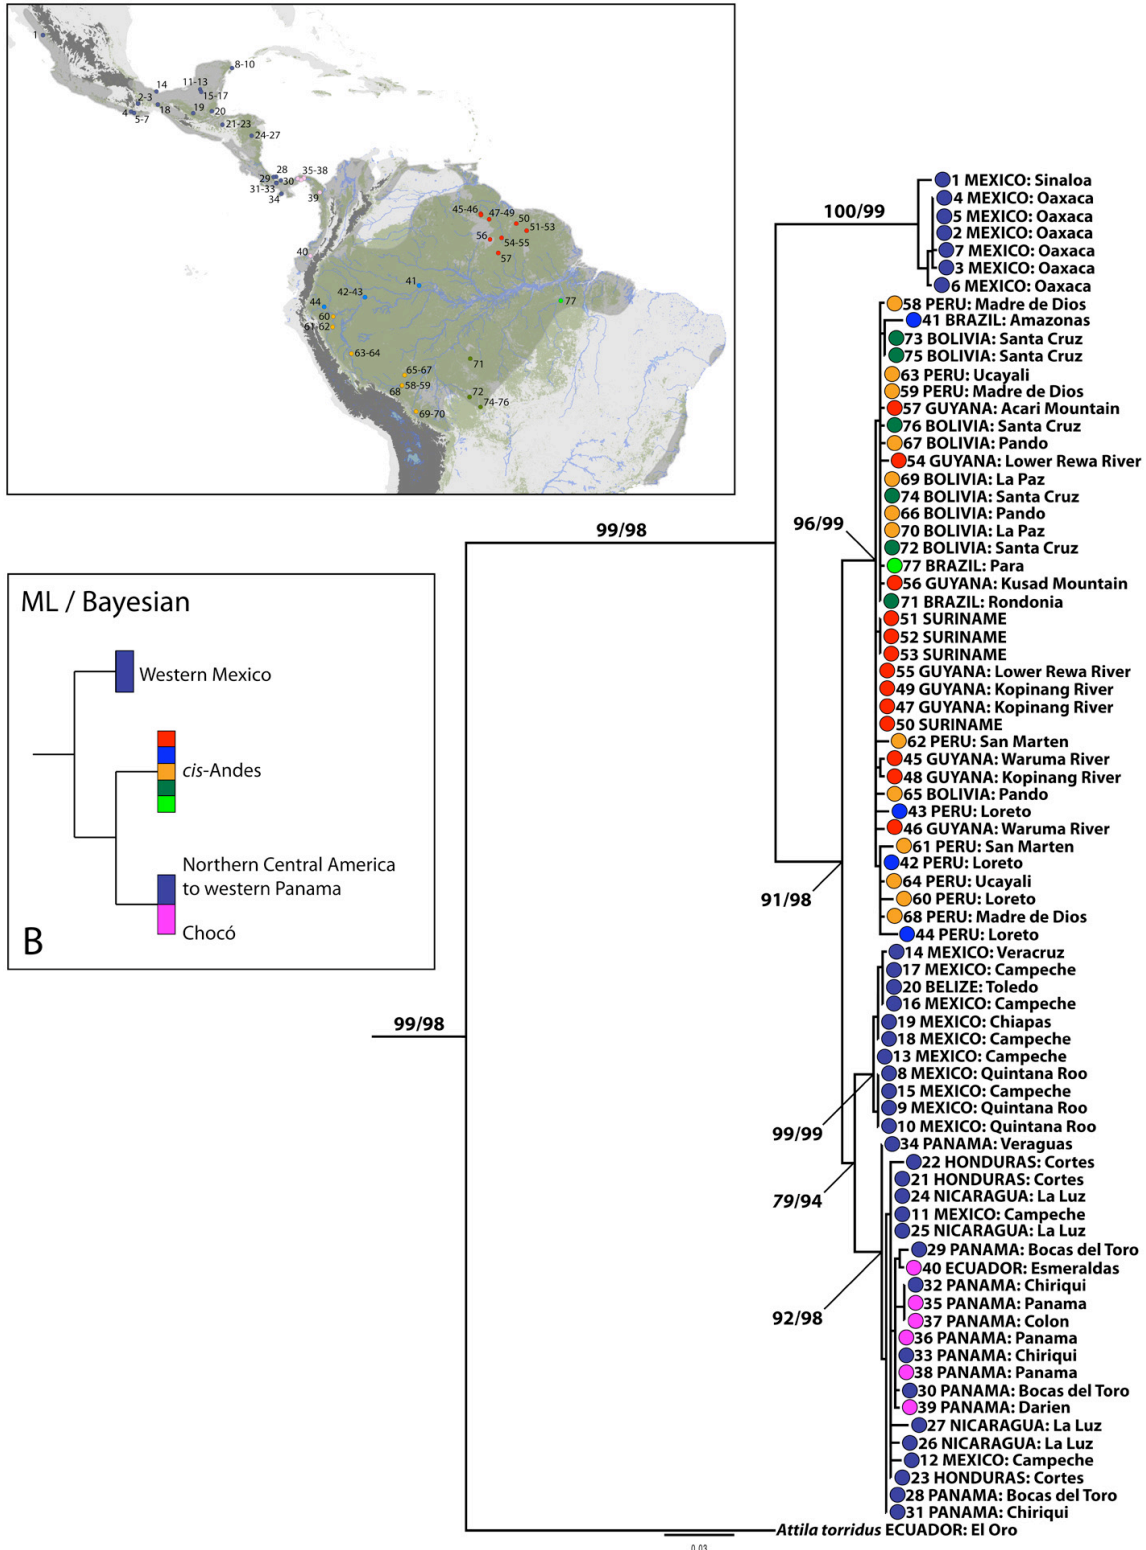 1
8-10
14
11-13
2-3
15-17
18
19
20
4
5-7
21-23
24-27
28
35-38
29
30
31-33
34
39
45-46
47-49
50
51-53
56
54-55
57
40
41
42-43
44
77
60
61-62
63-64
71
65-67
58-59
68
72
74-76
69-70
ML / Bayesian
Western Mexico
cis-Andes
Northern Central America
to western Panama
Chocó
B
99/98
99/98
100/99
96/99
91/98
99/99
79/94
92/98
1 MEXICO: Sinaloa
4 MEXICO: Oaxaca
5 MEXICO: Oaxaca
2 MEXICO: Oaxaca
7 MEXICO: Oaxaca
3 MEXICO: Oaxaca
6 MEXICO: Oaxaca
58 PERU: Madre de Dios
41 BRAZIL: Amazonas
73 BOLIVIA: Santa Cruz
75 BOLIVIA: Santa Cruz
63 PERU: Ucayali
59 PERU: Madre de Dios
57 GUYANA: Acari Mountain
76 BOLIVIA: Santa Cruz
67 BOLIVIA: Pando
54 GUYANA: Lower Rewa River
69 BOLIVIA: La Paz
74 BOLIVIA: Santa Cruz
66 BOLIVIA: Pando
70 BOLIVIA: La Paz
72 BOLIVIA: Santa Cruz
77 BRAZIL: Para
56 GUYANA: Kusad Mountain
71 BRAZIL: Rondonia
51 SURINAME
52 SURINAME
53 SURINAME
55 GUYANA: Lower Rewa River
49 GUYANA: Kopinang River
47 GUYANA: Kopinang River
50 SURINAME
62 PERU: San Marten
45 GUYANA: Waruma River
48 GUYANA: Kopinang River
65 BOLIVIA: Pando
43 PERU: Loreto
46 GUYANA: Waruma River
61 PERU: San Marten
42 PERU: Loreto
64 PERU: Ucayali
60 PERU: Loreto
68 PERU: Madre de Dios
44 PERU: Loreto
14 MEXICO: Veracruz
17 MEXICO: Campeche
20 BELIZE: Toledo
16 MEXICO: Campeche
19 MEXICO: Chiapas
18 MEXICO: Campeche
13 MEXICO: Campeche
8 MEXICO: Quintana Roo
15 MEXICO: Campeche
9 MEXICO: Quintana Roo
10 MEXICO: Quintana Roo
34 PANAMA: Veraguas
22 HONDURAS: Cortes
21 HONDURAS: Cortes
24 NICARAGUA: La Luz
11 MEXICO: Campeche
25 NICARAGUA: La Luz
29 PANAMA: Bocas del Toro
40 ECUADOR: Esmeraldas
32 PANAMA: Chiriqui
35 PANAMA: Panama
37 PANAMA: Colon
36 PANAMA: Panama
33 PANAMA: Chiriqui
38 PANAMA: Panama
30 PANAMA: Bocas del Toro
39 PANAMA: Darien
27 NICARAGUA: La Luz
26 NICARAGUA: La Luz
12 MEXICO: Campeche
23 HONDURAS: Cortes
28 PANAMA: Bocas del Toro
31 PANAMA: Chiriqui
Attila torridus ECUADOR: El Oro
0.03